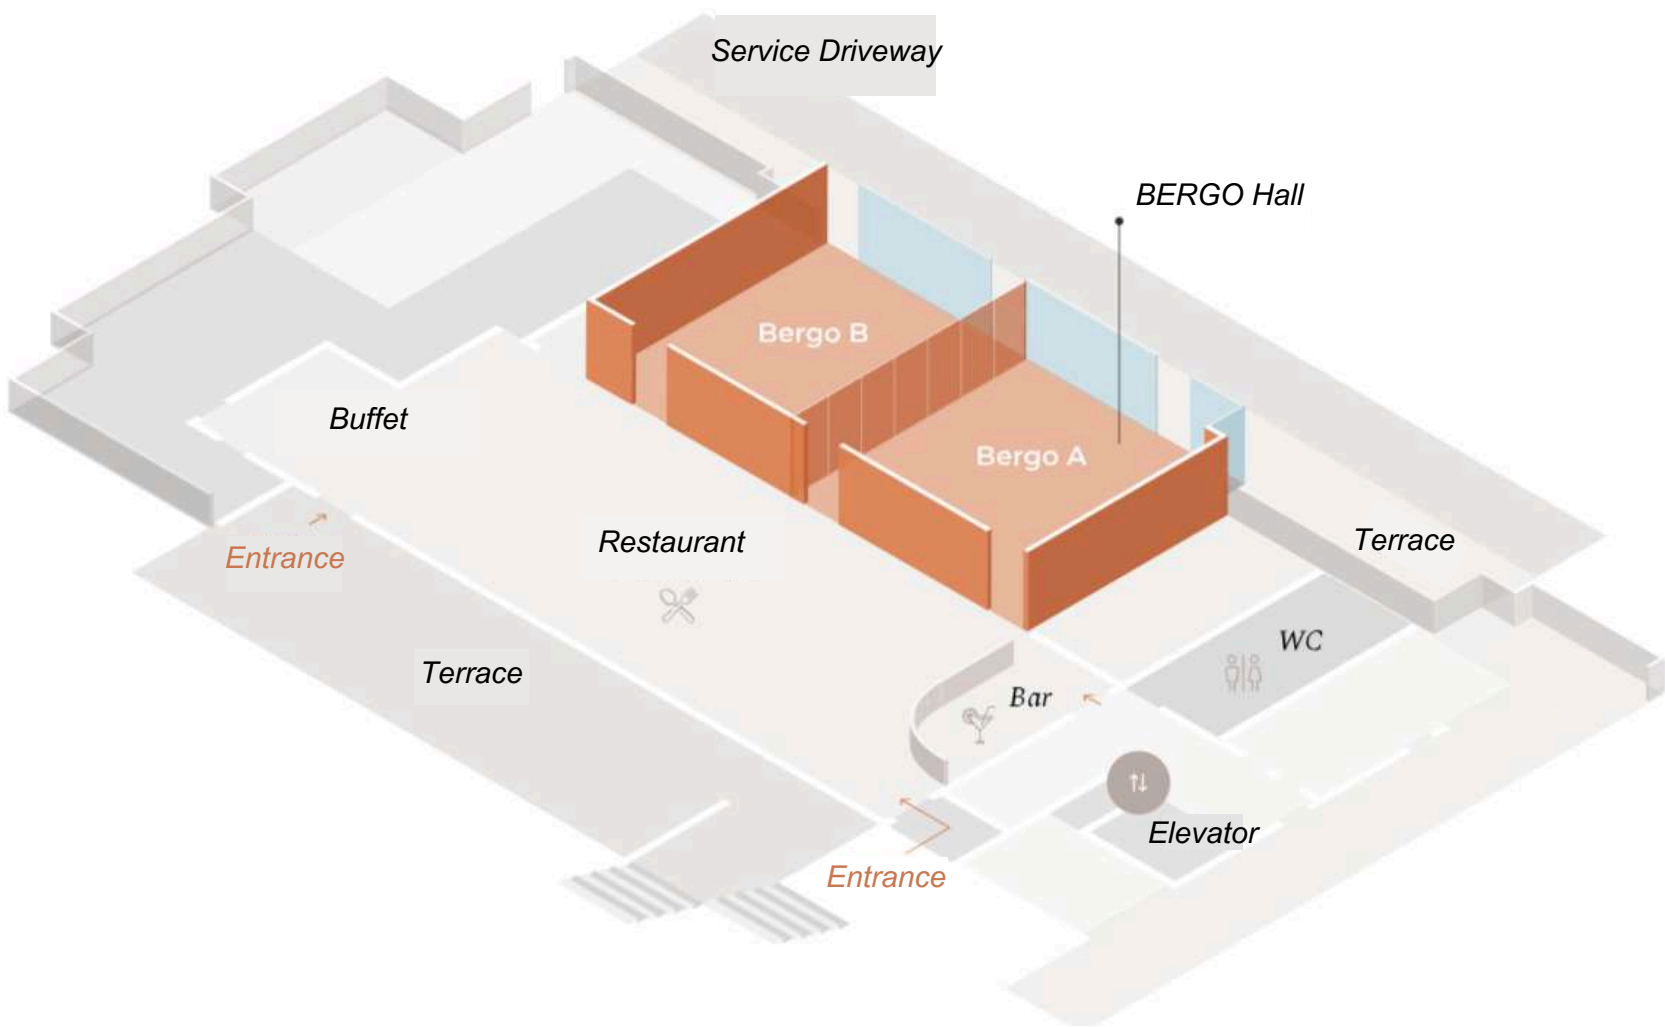 Service Driveway
BERGO Hall
Bergo B
Buffet
Bergo A
Restaurant
Terrace
Entrance
WC
Terrace
Bar
Elevator
Entrance